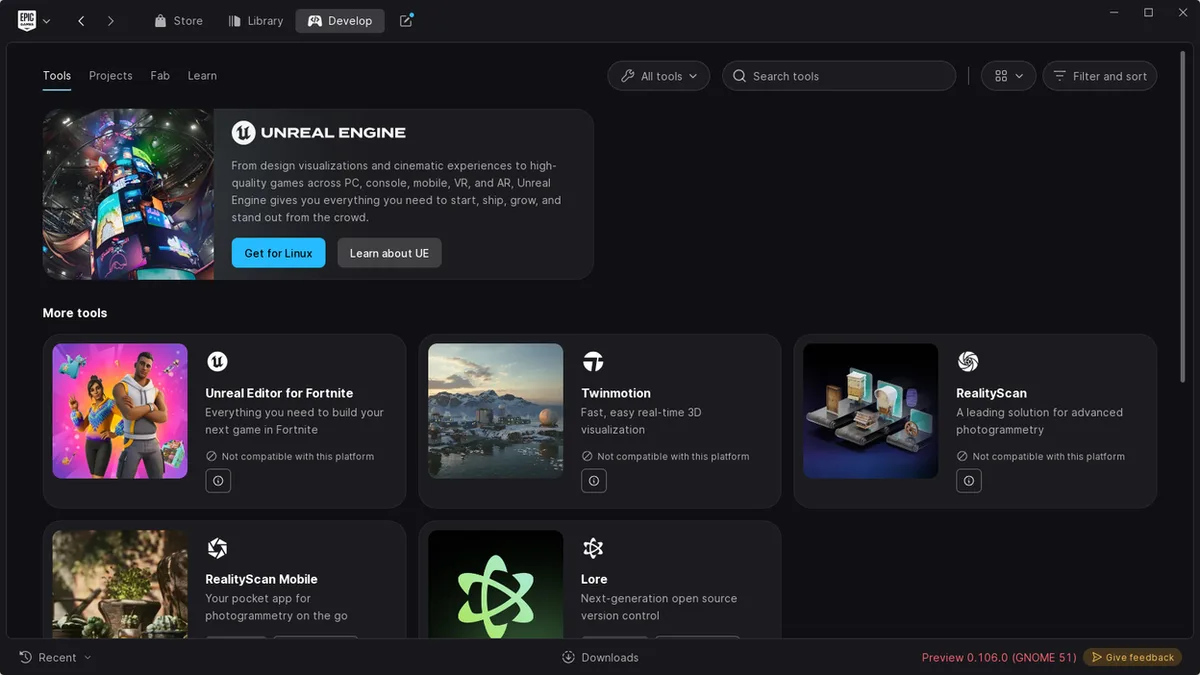 EPIC
GAMES
Store
Library
Develop
Tools
Projects
Fab
Learn
All tools
Search tools
Filter and sort
UNREAL ENGINE
From design visualizations and cinematic experiences to high-
quality games across PC, console, mobile, VR, and AR, Unreal
Engine gives you everything you need to start, ship, grow, and
stand out from the crowd.
Get for Linux
Learn about UE
More tools
Unreal Editor for Fortnite
Everything you need to build your
next game in Fortnite
Not compatible with this platform
Twinmotion
Fast, easy real-time 3D
visualization
Not compatible with this platform
RealityScan
A leading solution for advanced
photogrammetry
Not compatible with this platform
RealityScan Mobile
Your pocket app for
photogrammetry on the go
Lore
Next-generation open source
version control
Recent
Downloads
Preview 0.106.0 (GNOME 51)
Give feedback